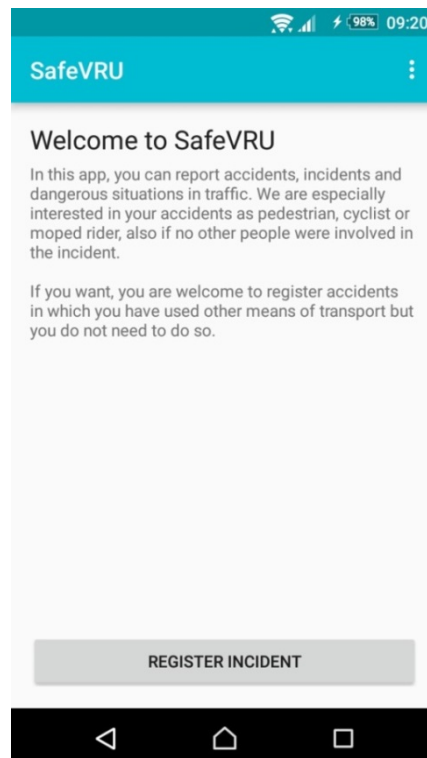 98% 09:20
SafeVRU
Welcome to SafeVRU
In this app, you can report accidents, incidents and
dangerous situations in traffic. We are especially
interested in your accidents as pedestrian, cyclist or
moped rider, also if no other people were involved in
the incident.
If you want, you are welcome to register accidents
in which you have used other means of transport but
you do not need to do so.
REGISTER INCIDENT